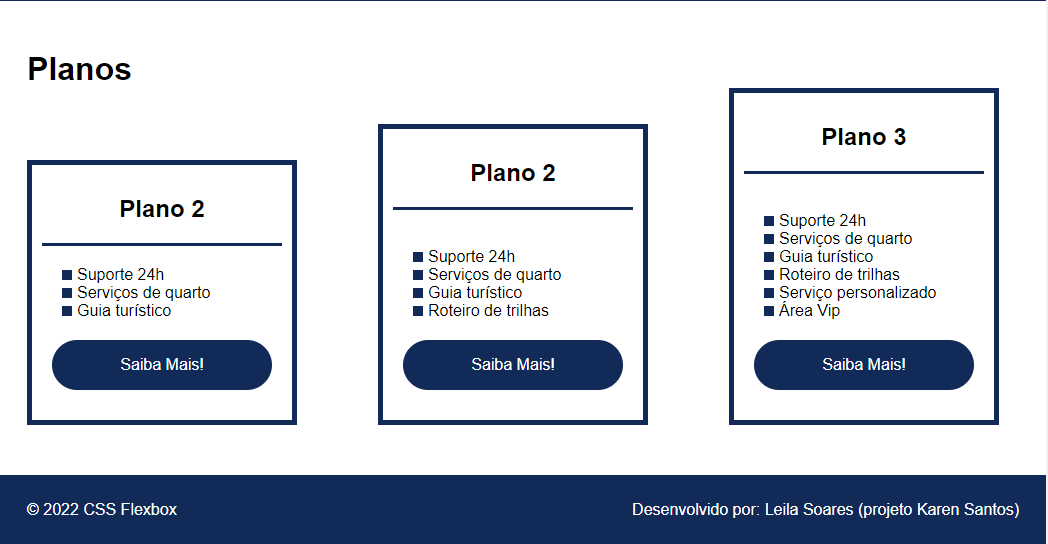 Planos
Plano 2
Suporte 24h
Serviços de quarto
Guia turístico
Saiba Mais!
Plano 2
Suporte 24h
Serviços de quarto
Guia turístico
Roteiro de trilhas
Saiba Mais!
Plano 3
Suporte 24h
Serviços de quarto
Guia turístico
Roteiro de trilhas
Serviço personalizado
Área Vip
Saiba Mais!
© 2022 CSS Flexbox
Desenvolvido por: Leila Soares (projeto Karen Santos)